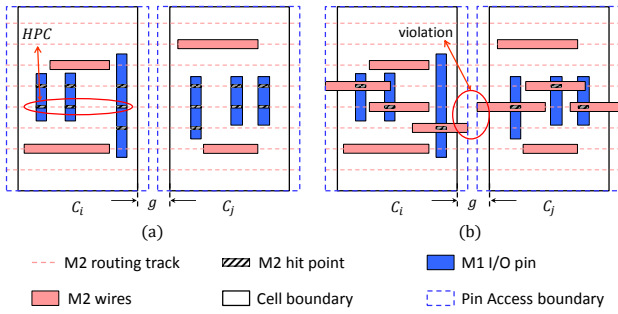 HPC
violation
C_i g C_j
C_i g C_j
(a)
(b)
M2 routing track
M2 hit point
M1 I/O pin
M2 wires
Cell boundary
Pin Access boundary